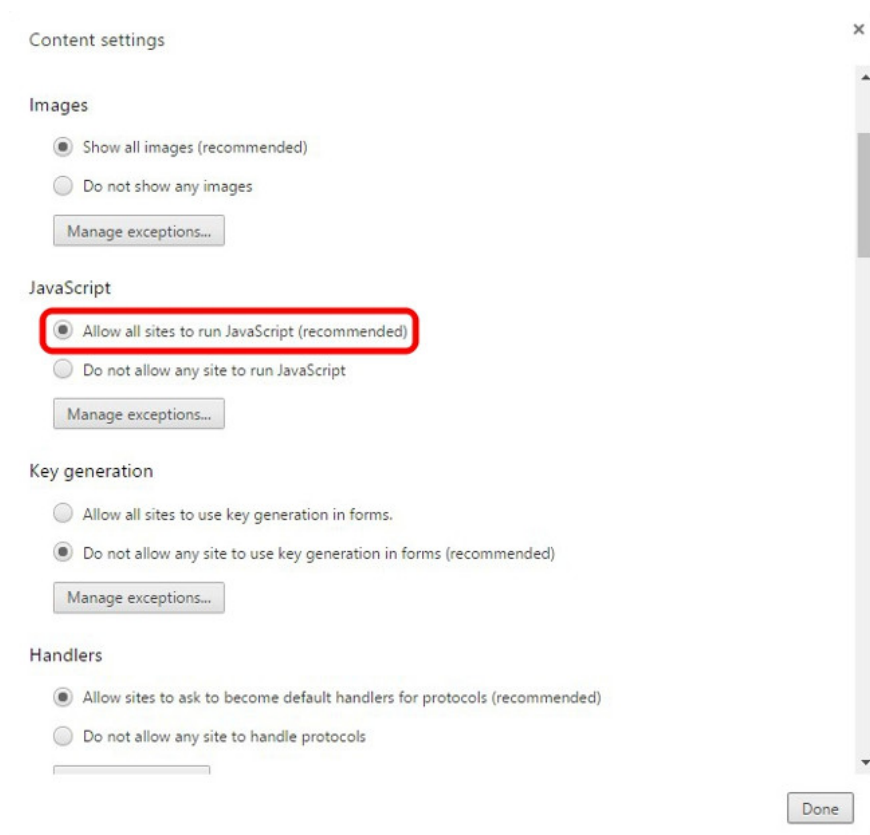 Content settings
Images
Show all images (recommended)
Do not show any images
Manage exceptions...
JavaScript
Allow all sites to run JavaScript (recommended)
Do not allow any site to run JavaScript
Manage exceptions...
Key generation
Allow all sites to use key generation in forms.
Do not allow any site to use key generation in forms (recommended)
Manage exceptions...
Handlers
Allow sites to ask to become default handlers for protocols (recommended)
Do not allow any site to handle protocols
Done